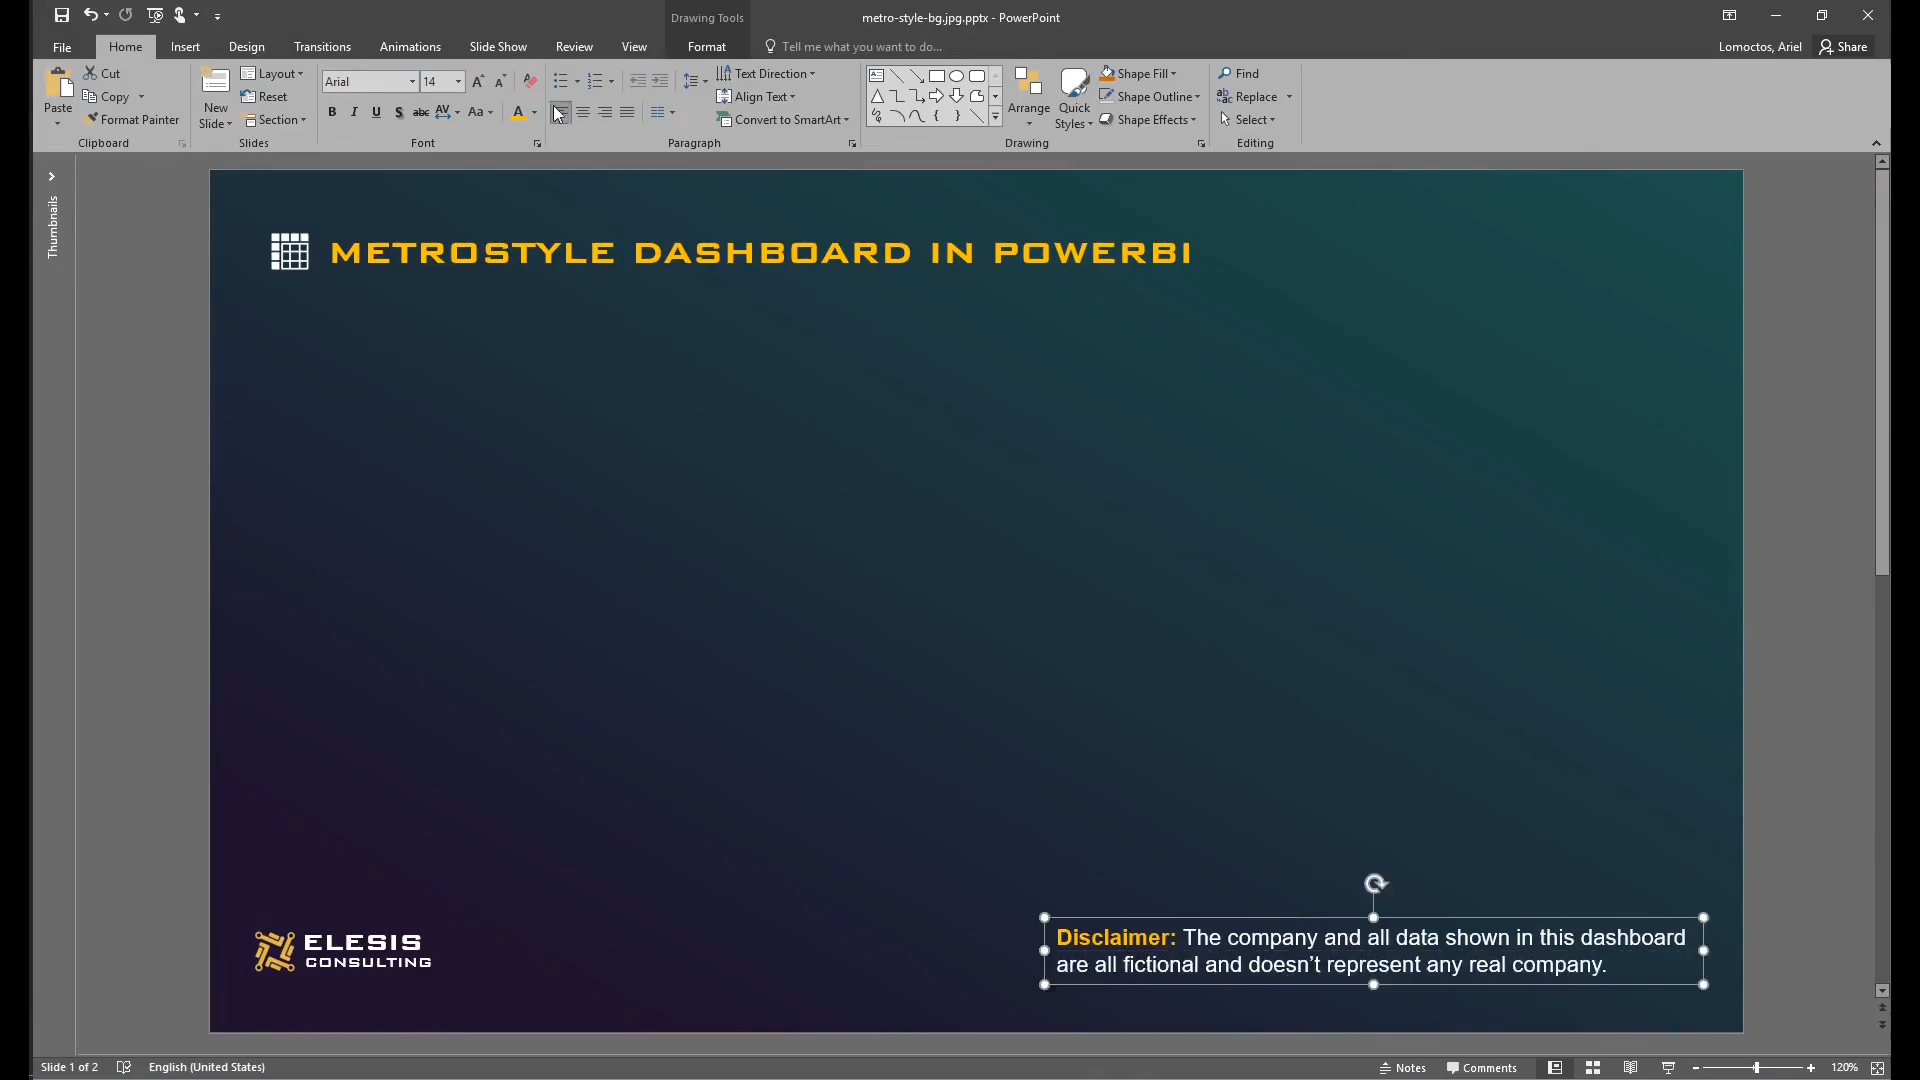 Drawing Tools
metro-style-bg.jpg.pptx - PowerPoint
File
Home
Insert
Design
Transitions
Animations
Slide Show
Review
View
Format
Tell me what you want to do...
Lomoctos, Ariel
Share
Paste
Cut
Copy
Format Painter
Clipboard
New
Slide
Layout
Reset
Section
Slides
Arial
14
B
I
U
S
abc
AV
Aa
A
Font
Text Direction
Align Text
Convert to SmartArt
Paragraph
Arrange
Quick
Styles
Shape Fill
Shape Outline
Shape Effects
Drawing
Find
Replace
Select
Editing
Thumbnails
METROSTYLE DASHBOARD IN POWERBI
ELESIS
CONSULTING
Disclaimer: The company and all data shown in this dashboard
are all fictional and doesn’t represent any real company.
Slide 1 of 2
English (United States)
Notes
Comments
120%